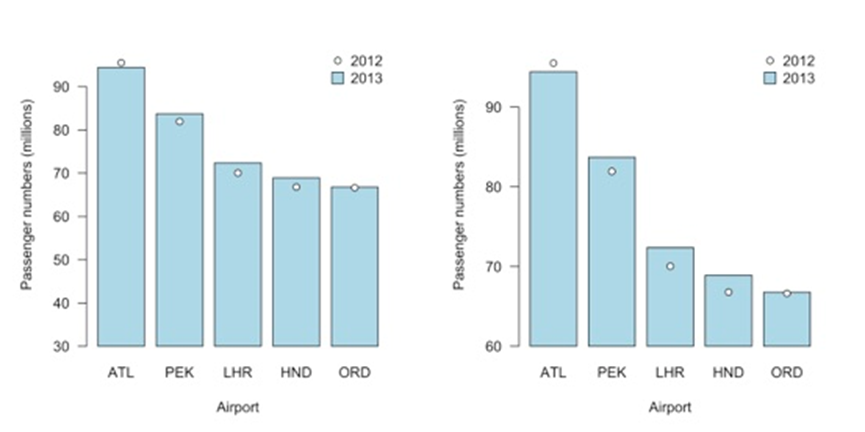 2012
2013
Passenger numbers (millions)
90
80
70
60
50
40
30
ATL PEK LHR HND ORD
Airport
2012
2013
Passenger numbers (millions)
90
80
70
60
ATL PEK LHR HND ORD
Airport